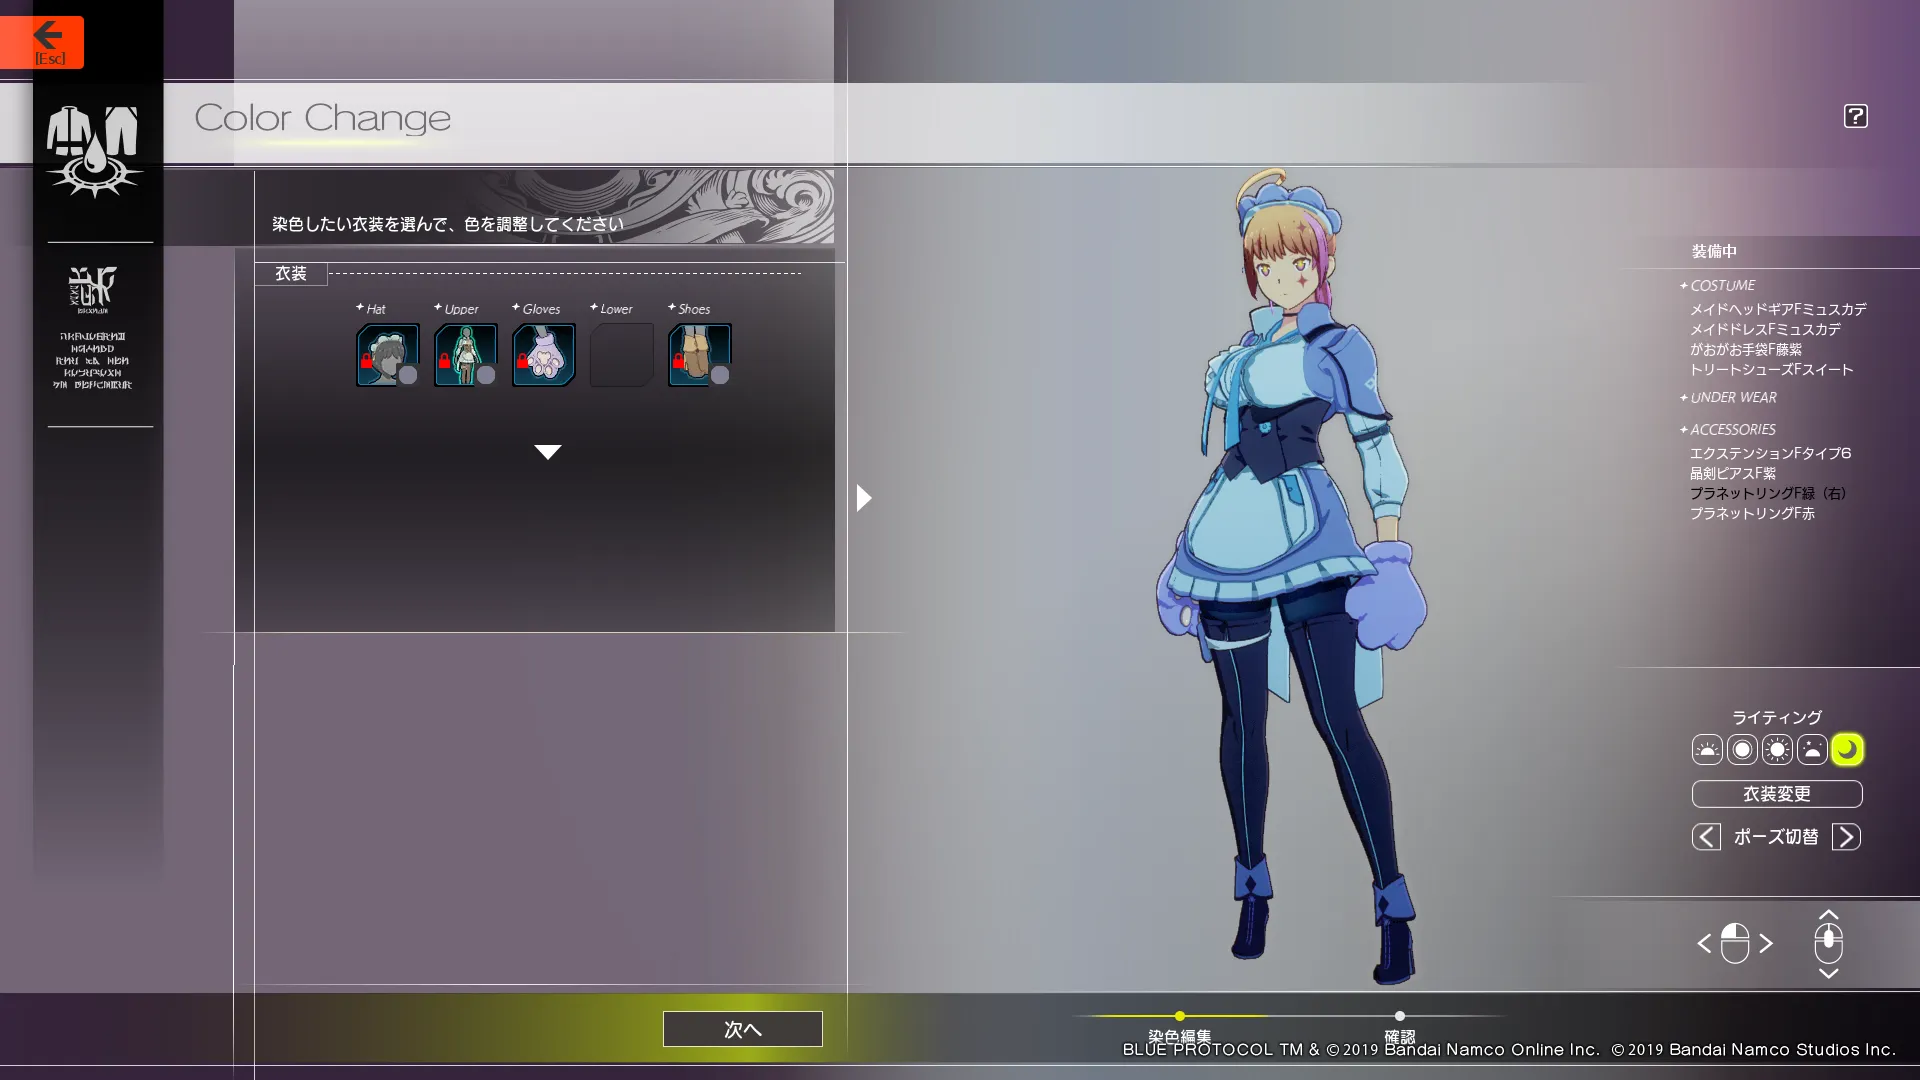 [Esc]
Color Change
?
染色したい衣装を選んで、色を調整してください
衣装
Hat
Upper
Gloves
Lower
Shoes
装備中
COSTUME
メイドヘッドギアFミュスカデ
メイドドレスFミュスカデ
がおがお手袋F藤紫
トリートシューズFスイート
UNDER WEAR
ACCESSORIES
エクステンションFタイプ6
晶剣ピアスF紫
プラネットリングF緑（右）
プラネットリングF赤
ライティング
衣装変更
ポーズ切替
次へ
染色編集
確認
BLUE PROTOCOL TM & ©2019 Bandai Namco Online Inc. ©2019 Bandai Namco Studios Inc.